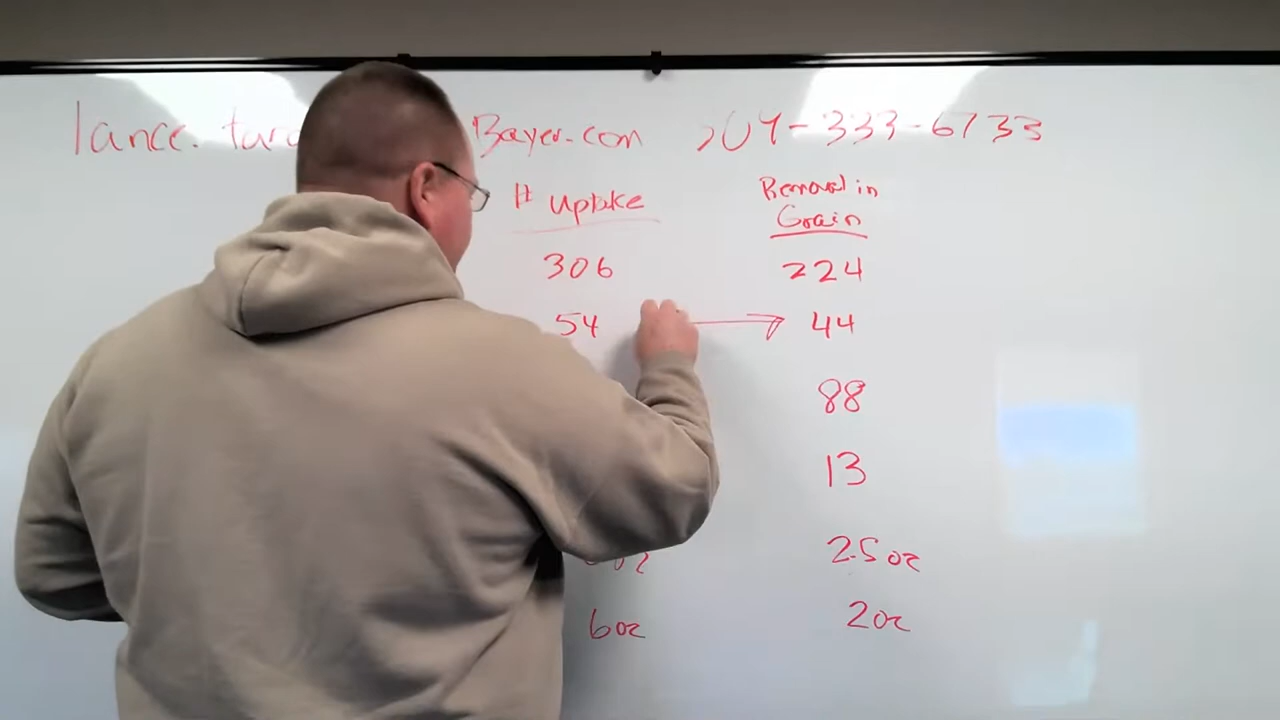 lance. Bayer.com 204-333-6733
# Uptake Removal in
Grain
306 224
54 44
88
13
2.5oz
6oz 2oz